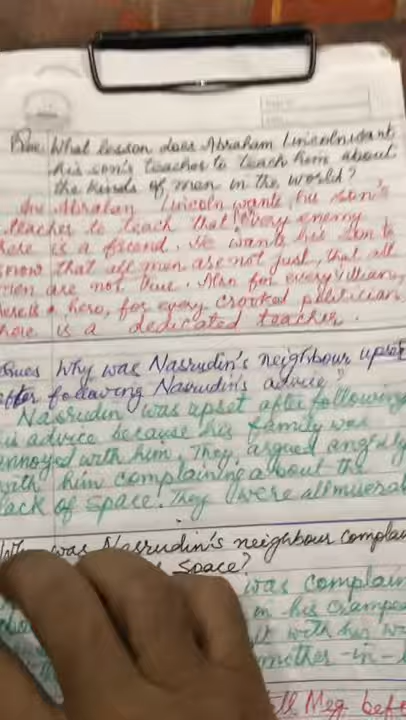 Ques What lesson does Abraham Lincoln want
his son's teacher to teach him about
the kinds of men in the world?
Ans Abraham Lincoln wants his son's
teacher to teach that "every enemy
there is a friend. He wants his son to
know that all men are not just, that all
men are not true. Also for every villain,
there is a hero, for every crooked politician,
there is a dedicated teacher.
Ques Why was Nasrudin's neighbour upset
after following Nasrudin's advice?
Nasrudin was upset after following
his advice because his family was
annoyed with him. They argued angrily
with him complaining about the
lack of space. They were all
Why was Nasrudin's neighbour complai
space?
was complain
in his cramped
with his w
mother-in-l
ll Meg bef